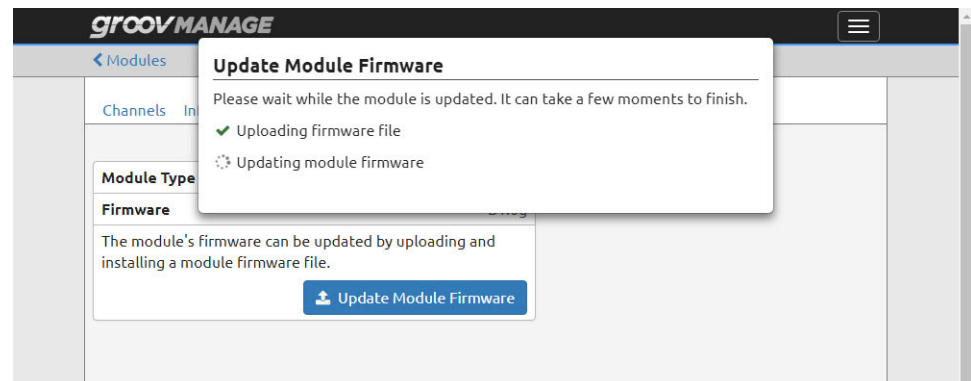 groov MANAGE
Modules
Update Module Firmware
Please wait while the module is updated. It can take a few moments to finish.
Uploading firmware file
Updating module firmware
Channels
Module Type
Firmware
The module's firmware can be updated by uploading and
installing a module firmware file.
Update Module Firmware